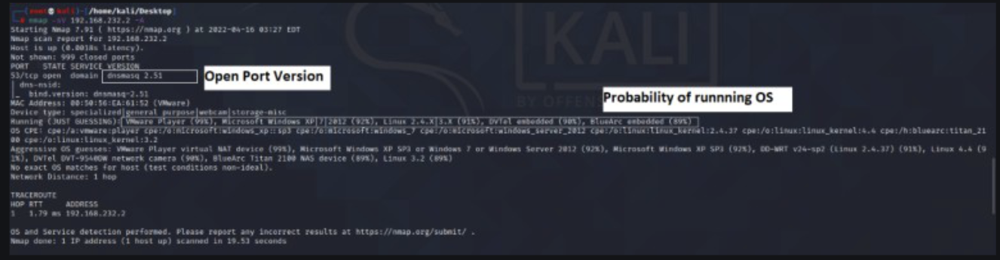 (root💀kali)-[/home/kali/Desktop]
# nmap -sV 192.168.232.2 -A
Starting Nmap 7.91 ( https://nmap.org ) at 2022-04-16 03:27 EDT
Nmap scan report for 192.168.232.2
Host is up (0.0018s latency).
Not shown: 999 closed ports
PORT   STATE SERVICE VERSION
53/tcp open  domain  dnsmasq 2.51
Open Port Version
| dns-nsid:
|_  bind.version: dnsmasq-2.51
MAC Address: 00:50:56:EA:61:52 (VMware)
Probability of runnning OS
Device type: specialized|general purpose|webcam|storage-misc
Running (JUST GUESSING): VMware Player (99%), Microsoft Windows XP|7|2012 (92%), Linux 2.4.X|3.X (91%), DVTel embedded (90%), BlueArc embedded (89%)
OS CPE: cpe:/a:vmware:player cpe:/o:microsoft:windows_xp::sp3 cpe:/o:microsoft:windows_7 cpe:/o:microsoft:windows_server_2012 cpe:/o:linux:linux_kernel:2.4.37 cpe:/o:linux:linux_kernel:4.4 cpe:/h:bluearc:titan_21
00 cpe:/o:linux:linux_kernel:3.2
Aggressive OS guesses: VMware Player virtual NAT device (99%), Microsoft Windows XP SP3 or Windows 7 or Windows Server 2012 (92%), Microsoft Windows XP SP3 (92%), DD-WRT v24-sp2 (Linux 2.4.37) (91%), Linux 4.4 (9
1%), DVTel DVT-9540DW network camera (90%), BlueArc Titan 2100 NAS device (89%), Linux 3.2 (89%)
No exact OS matches for host (test conditions non-ideal).
Network Distance: 1 hop
TRACEROUTE
HOP RTT     ADDRESS
1   1.79 ms 192.168.232.2
OS and Service detection performed. Please report any incorrect results at https://nmap.org/submit/ .
Nmap done: 1 IP address (1 host up) scanned in 19.53 seconds
KALI
BY OFFENS